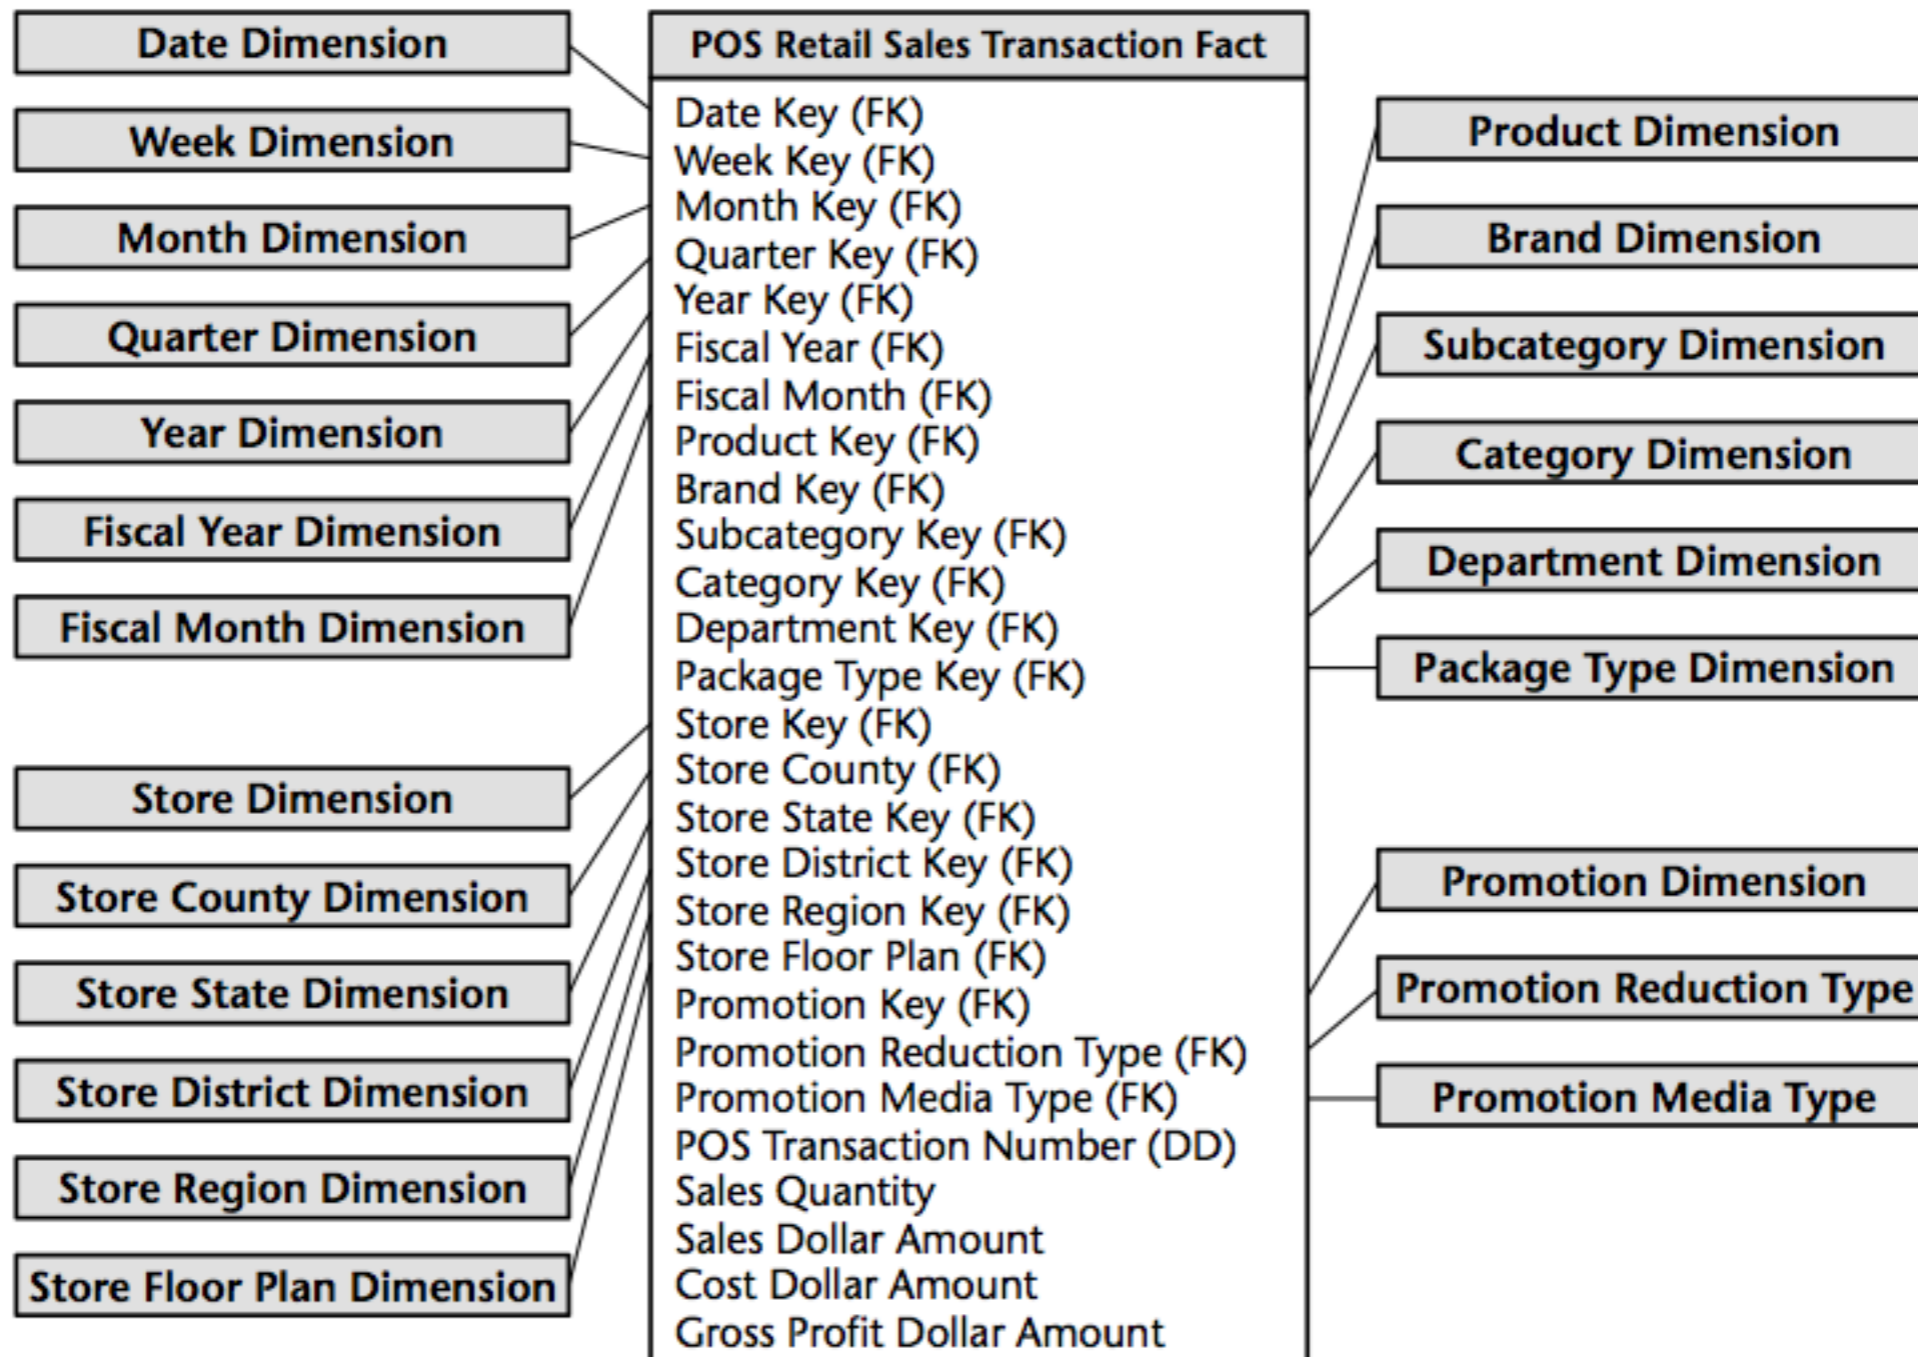 Date Dimension
Week Dimension
Month Dimension
Quarter Dimension
Year Dimension
Fiscal Year Dimension
Fiscal Month Dimension
Store Dimension
Store County Dimension
Store State Dimension
Store District Dimension
Store Region Dimension
Store Floor Plan Dimension
POS Retail Sales Transaction Fact
Date Key (FK)
Week Key (FK)
Month Key (FK)
Quarter Key (FK)
Year Key (FK)
Fiscal Year (FK)
Fiscal Month (FK)
Product Key (FK)
Brand Key (FK)
Subcategory Key (FK)
Category Key (FK)
Department Key (FK)
Package Type Key (FK)
Store Key (FK)
Store County (FK)
Store State Key (FK)
Store District Key (FK)
Store Region Key (FK)
Store Floor Plan (FK)
Promotion Key (FK)
Promotion Reduction Type (FK)
Promotion Media Type (FK)
POS Transaction Number (DD)
Sales Quantity
Sales Dollar Amount
Cost Dollar Amount
Gross Profit Dollar Amount
Product Dimension
Brand Dimension
Subcategory Dimension
Category Dimension
Department Dimension
Package Type Dimension
Promotion Dimension
Promotion Reduction Type
Promotion Media Type